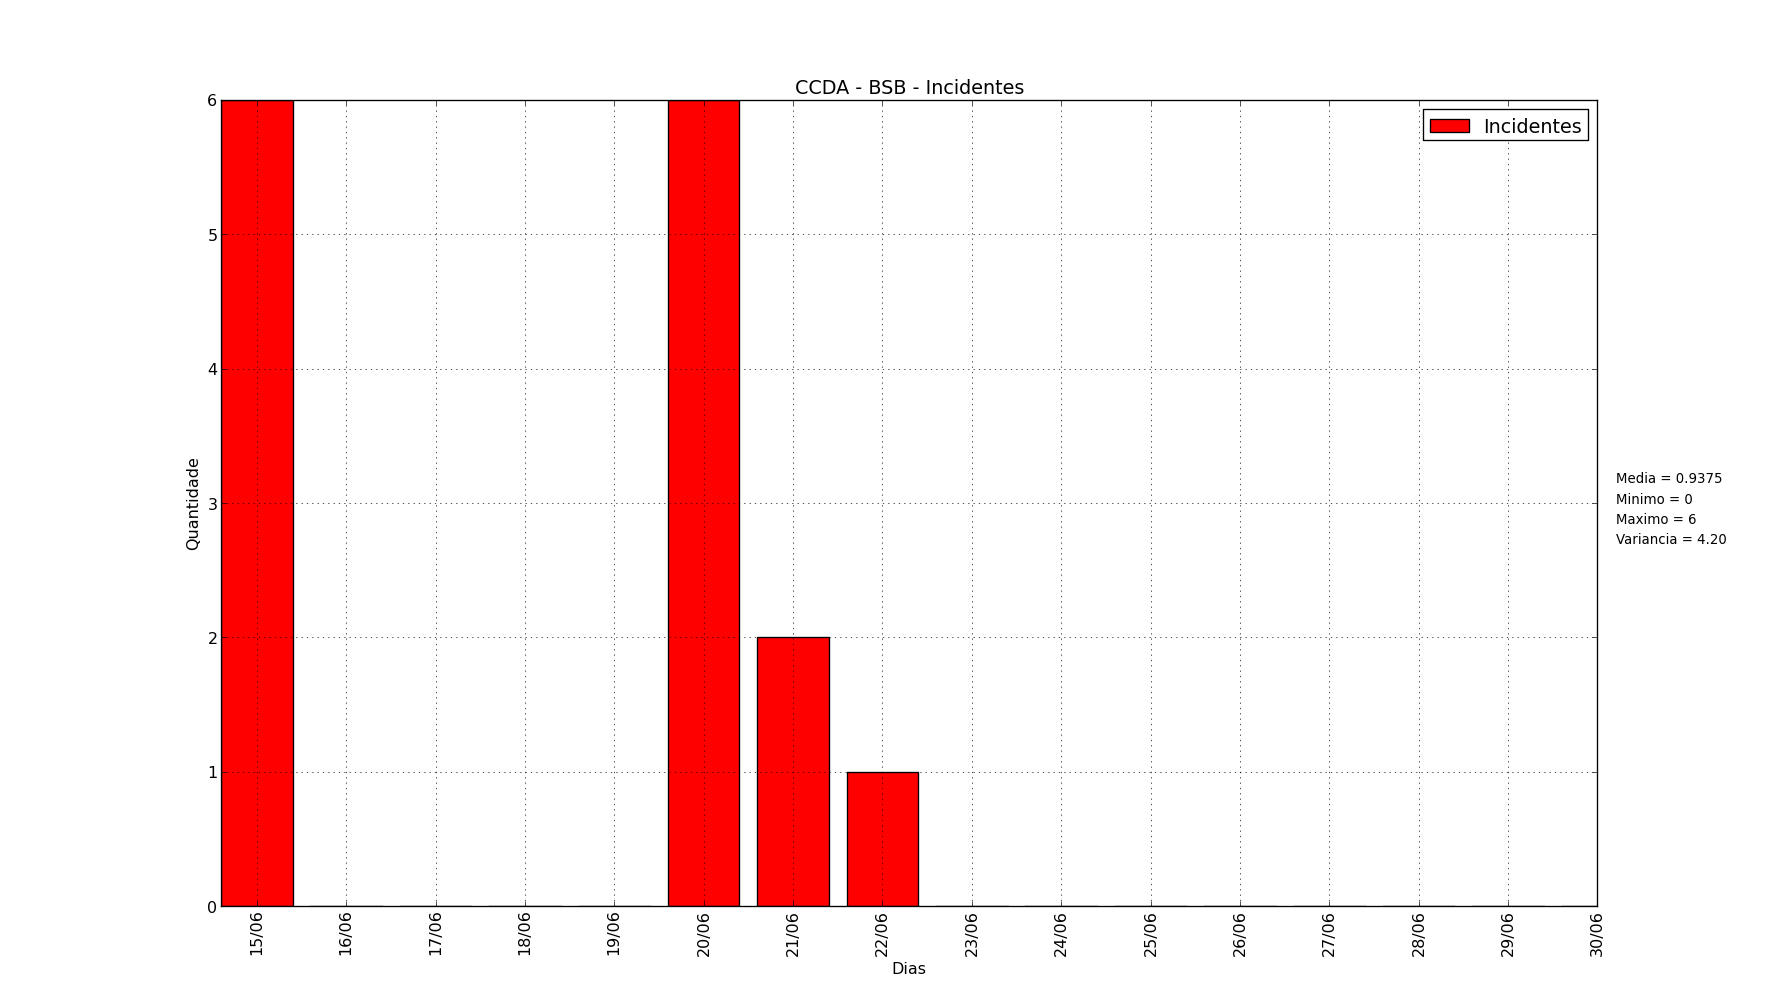 CCDA - BSB - Incidentes
Incidentes
6
5
4
3
2
1
0
Quantidade
15/06
16/06
17/06
18/06
19/06
20/06
21/06
22/06
23/06
24/06
25/06
26/06
27/06
28/06
29/06
30/06
Dias
Media = 0.9375
Minimo = 0
Maximo = 6
Variancia = 4.20